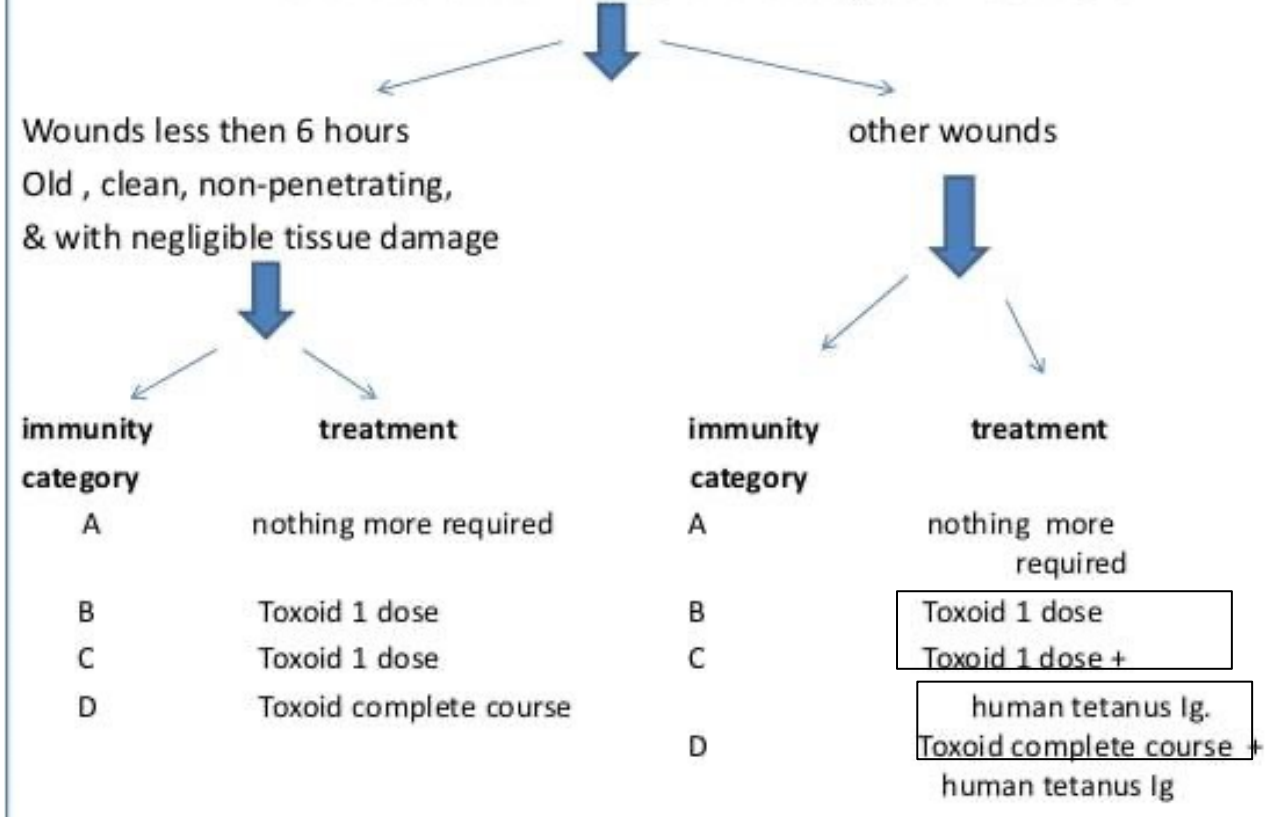 Wounds less then 6 hours
Old , clean, non-penetrating,
& with negligible tissue damage
immunity treatment
category
A nothing more required
B Toxoid 1 dose
C Toxoid 1 dose
D Toxoid complete course
other wounds
immunity treatment
category
A nothing more
required
B Toxoid 1 dose
C Toxoid 1 dose +
human tetanus Ig.
D Toxoid complete course +
human tetanus Ig